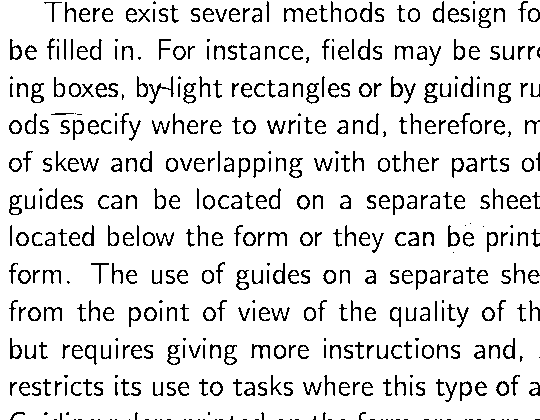 There exist several methods to design fo
be filled in. For instance, fields may be surr
ing boxes, by light rectangles or by guiding ru
ods specify where to write and, therefore, m
of skew and overlapping with other parts of
guides can be located on a separate sheet
located below the form or they can be print
form. The use of guides on a separate she
from the point of view of the quality of th
but requires giving more instructions and,
restricts its use to tasks where this type of a